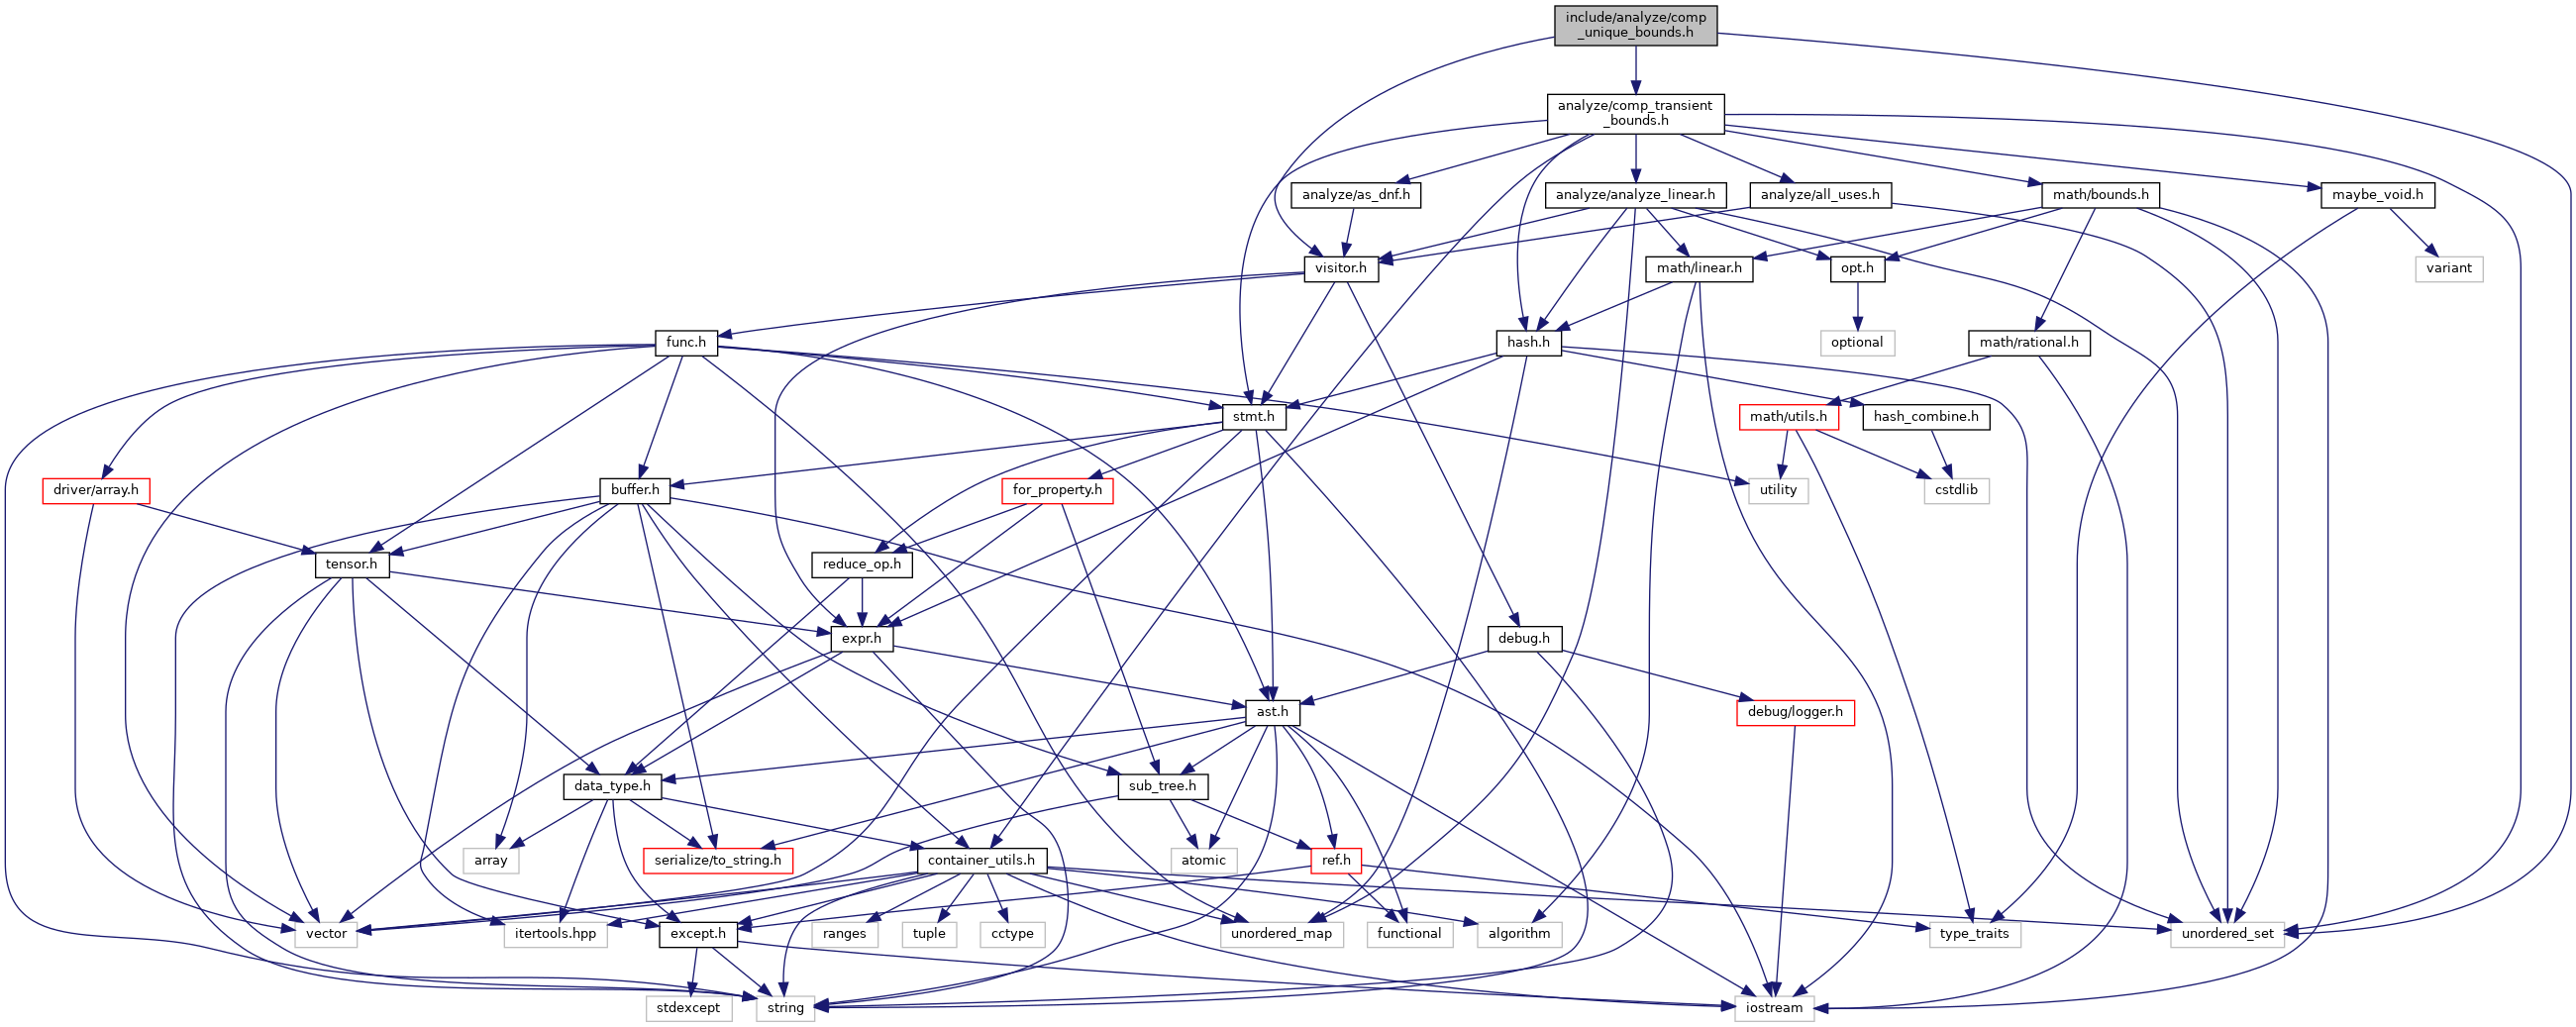 include/analyze/comp
_unique_bounds.h
analyze/comp_transient
_bounds.h
analyze/as_dnf.h
analyze/analyze_linear.h
analyze/all_uses.h
math/bounds.h
maybe_void.h
visitor.h
math/linear.h
opt.h
variant
func.h
hash.h
optional
math/rational.h
stmt.h
math/utils.h
hash_combine.h
driver/array.h
buffer.h
for_property.h
utility
cstdlib
tensor.h
reduce_op.h
expr.h
debug.h
ast.h
debug/logger.h
data_type.h
sub_tree.h
array
serialize/to_string.h
container_utils.h
atomic
ref.h
vector
itertools.hpp
except.h
ranges
tuple
cctype
unordered_map
functional
algorithm
type_traits
unordered_set
stdexcept
string
iostream